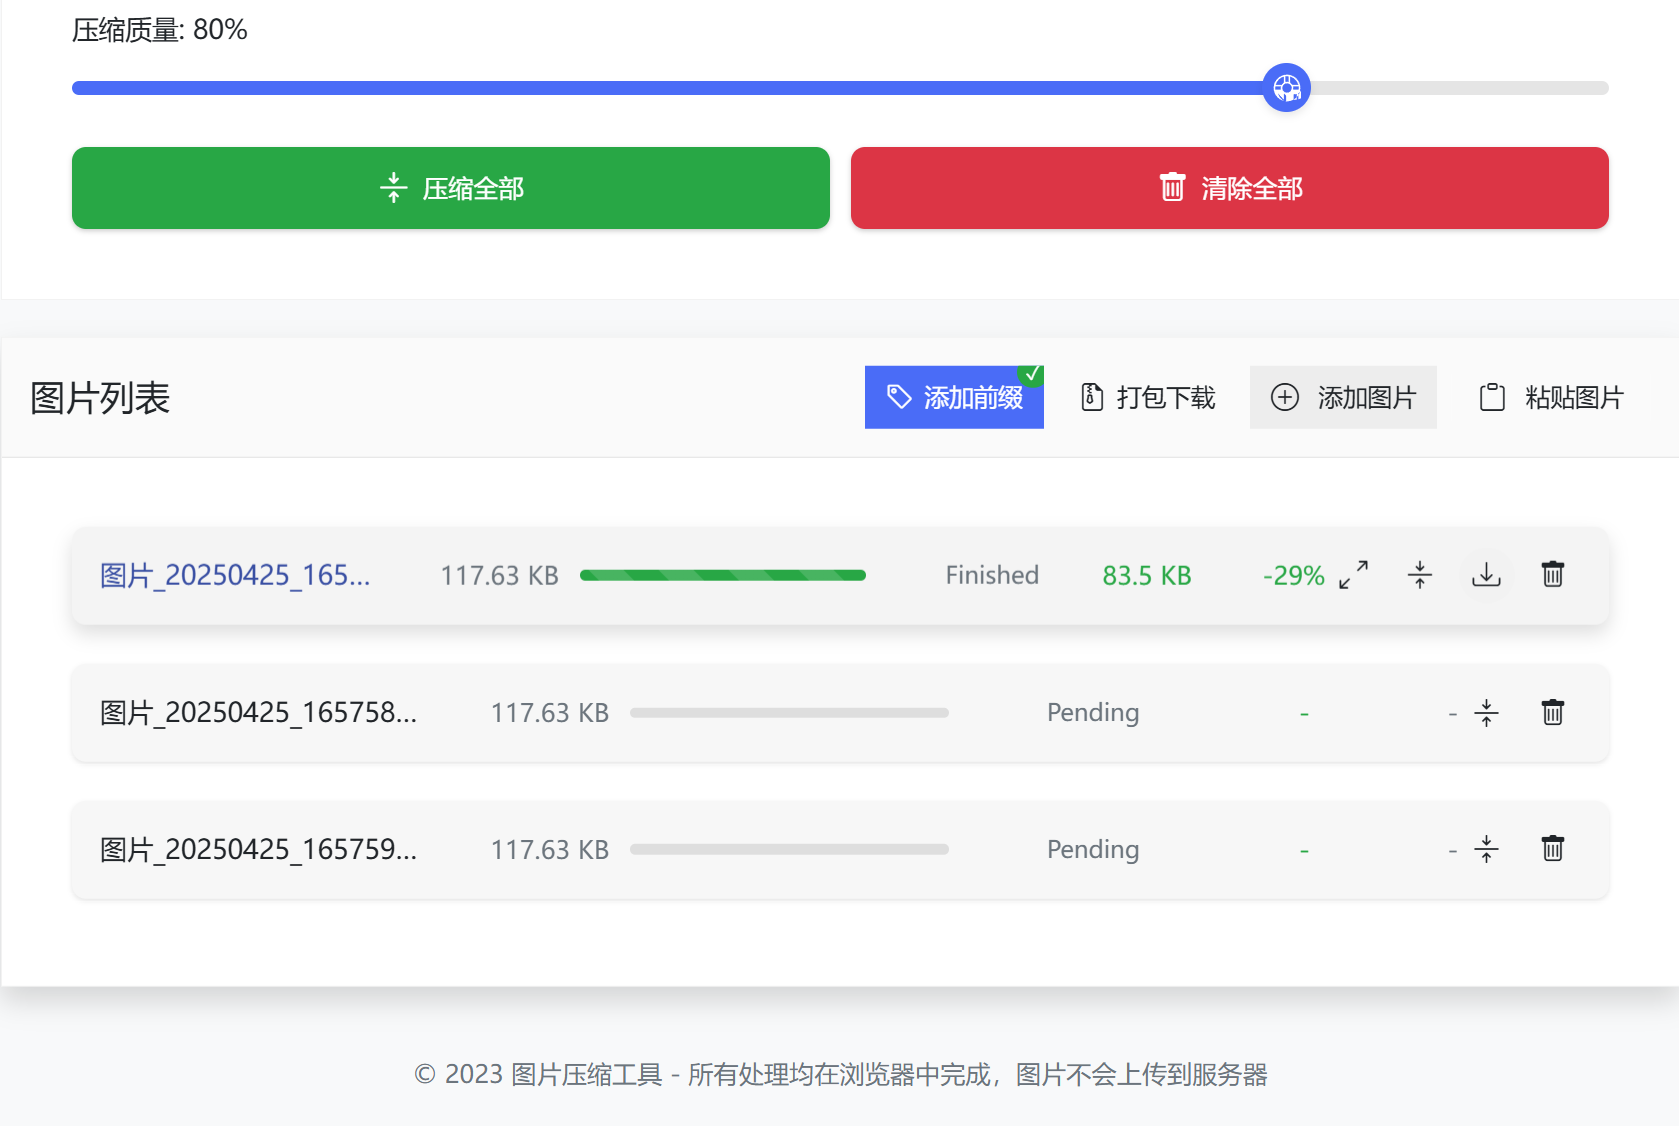 压缩质量: 80%
压缩全部
清除全部
图片列表
添加前缀
打包下载
添加图片
粘贴图片
图片_20250425_165... 117.63 KB Finished 83.5 KB -29%
图片_20250425_165758... 117.63 KB Pending - -
图片_20250425_165759... 117.63 KB Pending - -
© 2023 图片压缩工具 - 所有处理均在浏览器中完成，图片不会上传到服务器